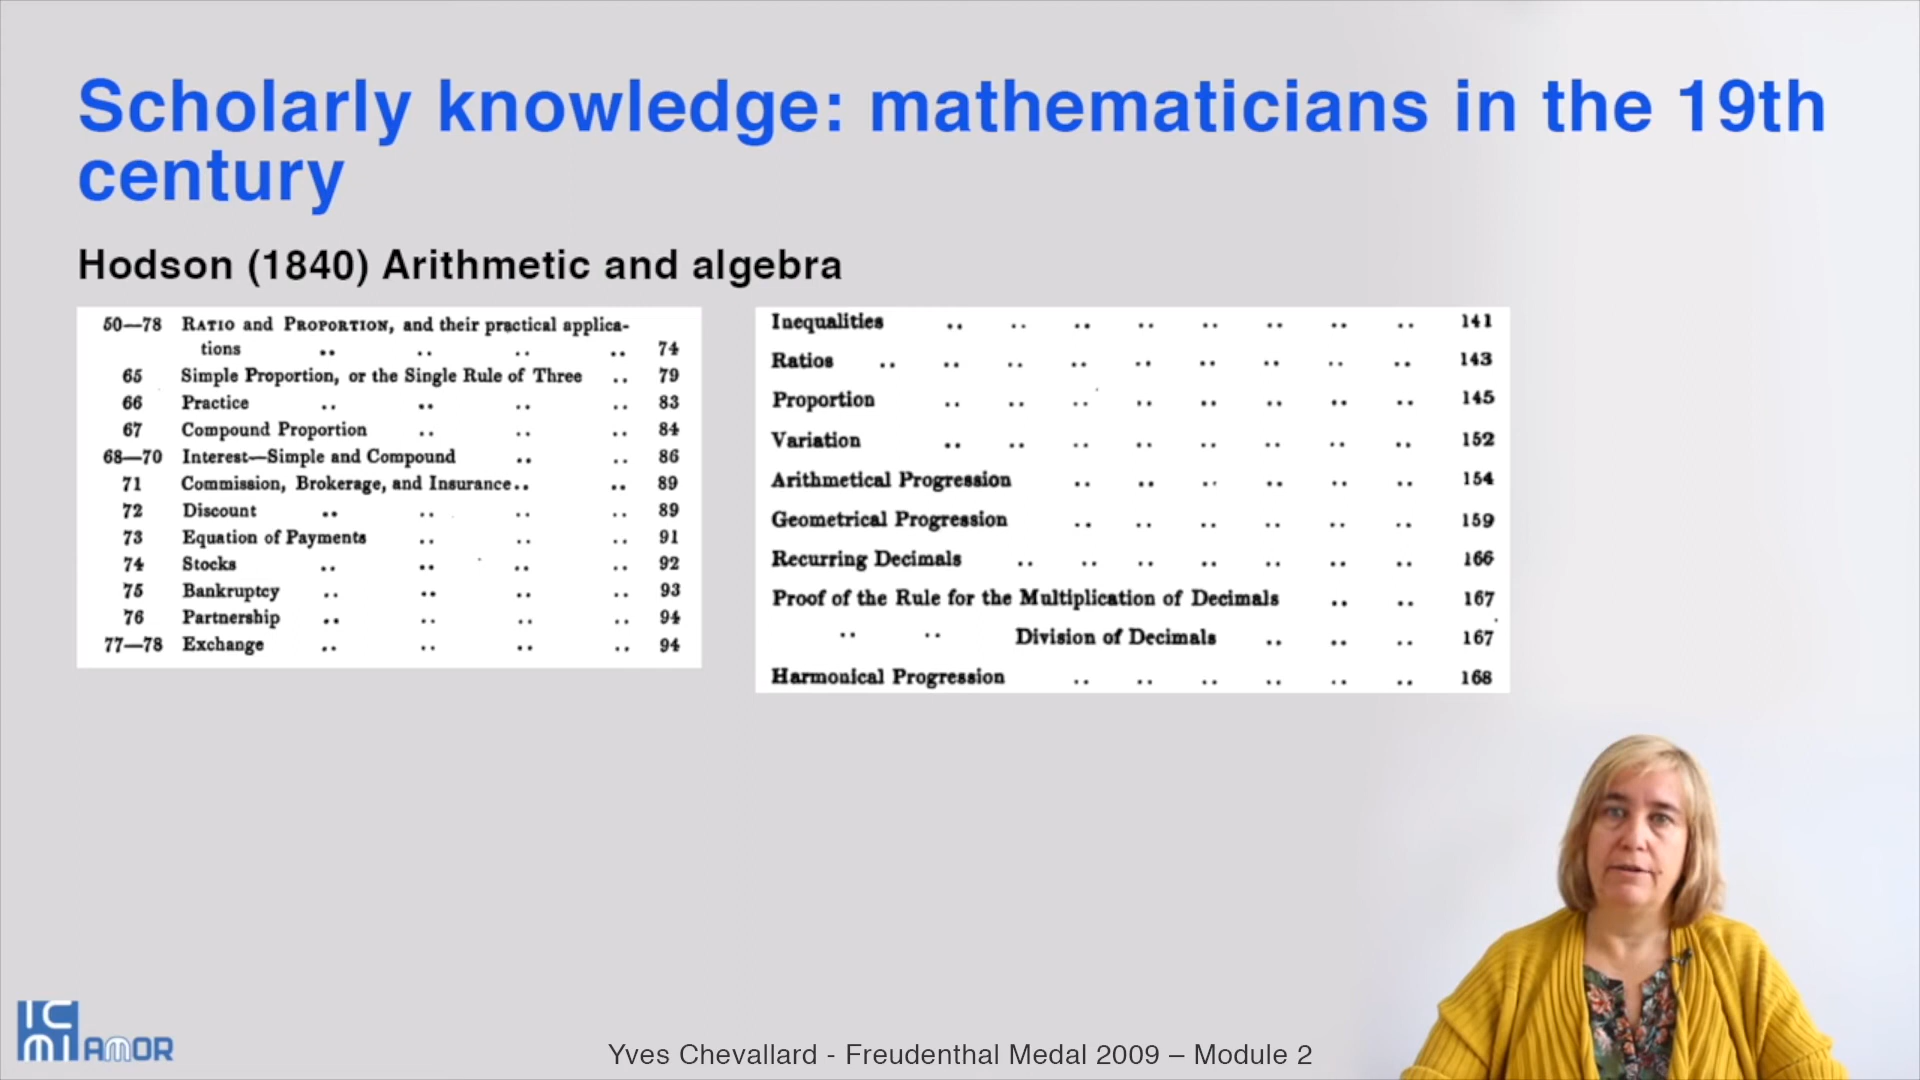 Scholarly knowledge: mathematicians in the 19th
century
Hodson (1840) Arithmetic and algebra
50—78 RATIO and PROPORTION, and their practical applica-
tions .. .. .. .. 74
65 Simple Proportion, or the Single Rule of Three .. 79
66 Practice .. .. .. .. 83
67 Compound Proportion .. .. .. 84
68—70 Interest—Simple and Compound .. .. 86
71 Commission, Brokerage, and Insurance.. .. 89
72 Discount .. .. .. .. 89
73 Equation of Payments .. .. .. 91
74 Stocks .. .. .. .. 92
75 Bankruptcy .. .. .. .. 93
76 Partnership .. .. .. .. 94
77—78 Exchange .. .. .. .. 94
Inequalities .. .. .. .. .. .. .. .. 141
Ratios .. .. .. .. .. .. .. .. .. 143
Proportion .. .. .. .. .. .. .. .. 145
Variation .. .. .. .. .. .. .. .. 152
Arithmetical Progression .. .. .. .. .. .. 154
Geometrical Progression .. .. .. .. .. .. 159
Recurring Decimals .. .. .. .. .. .. .. 166
Proof of the Rule for the Multiplication of Decimals .. .. 167
.. .. Division of Decimals .. .. .. 167
Harmonical Progression .. .. .. .. .. .. 168
IC
MI AMOR
Yves Chevallard - Freudenthal Medal 2009 – Module 2